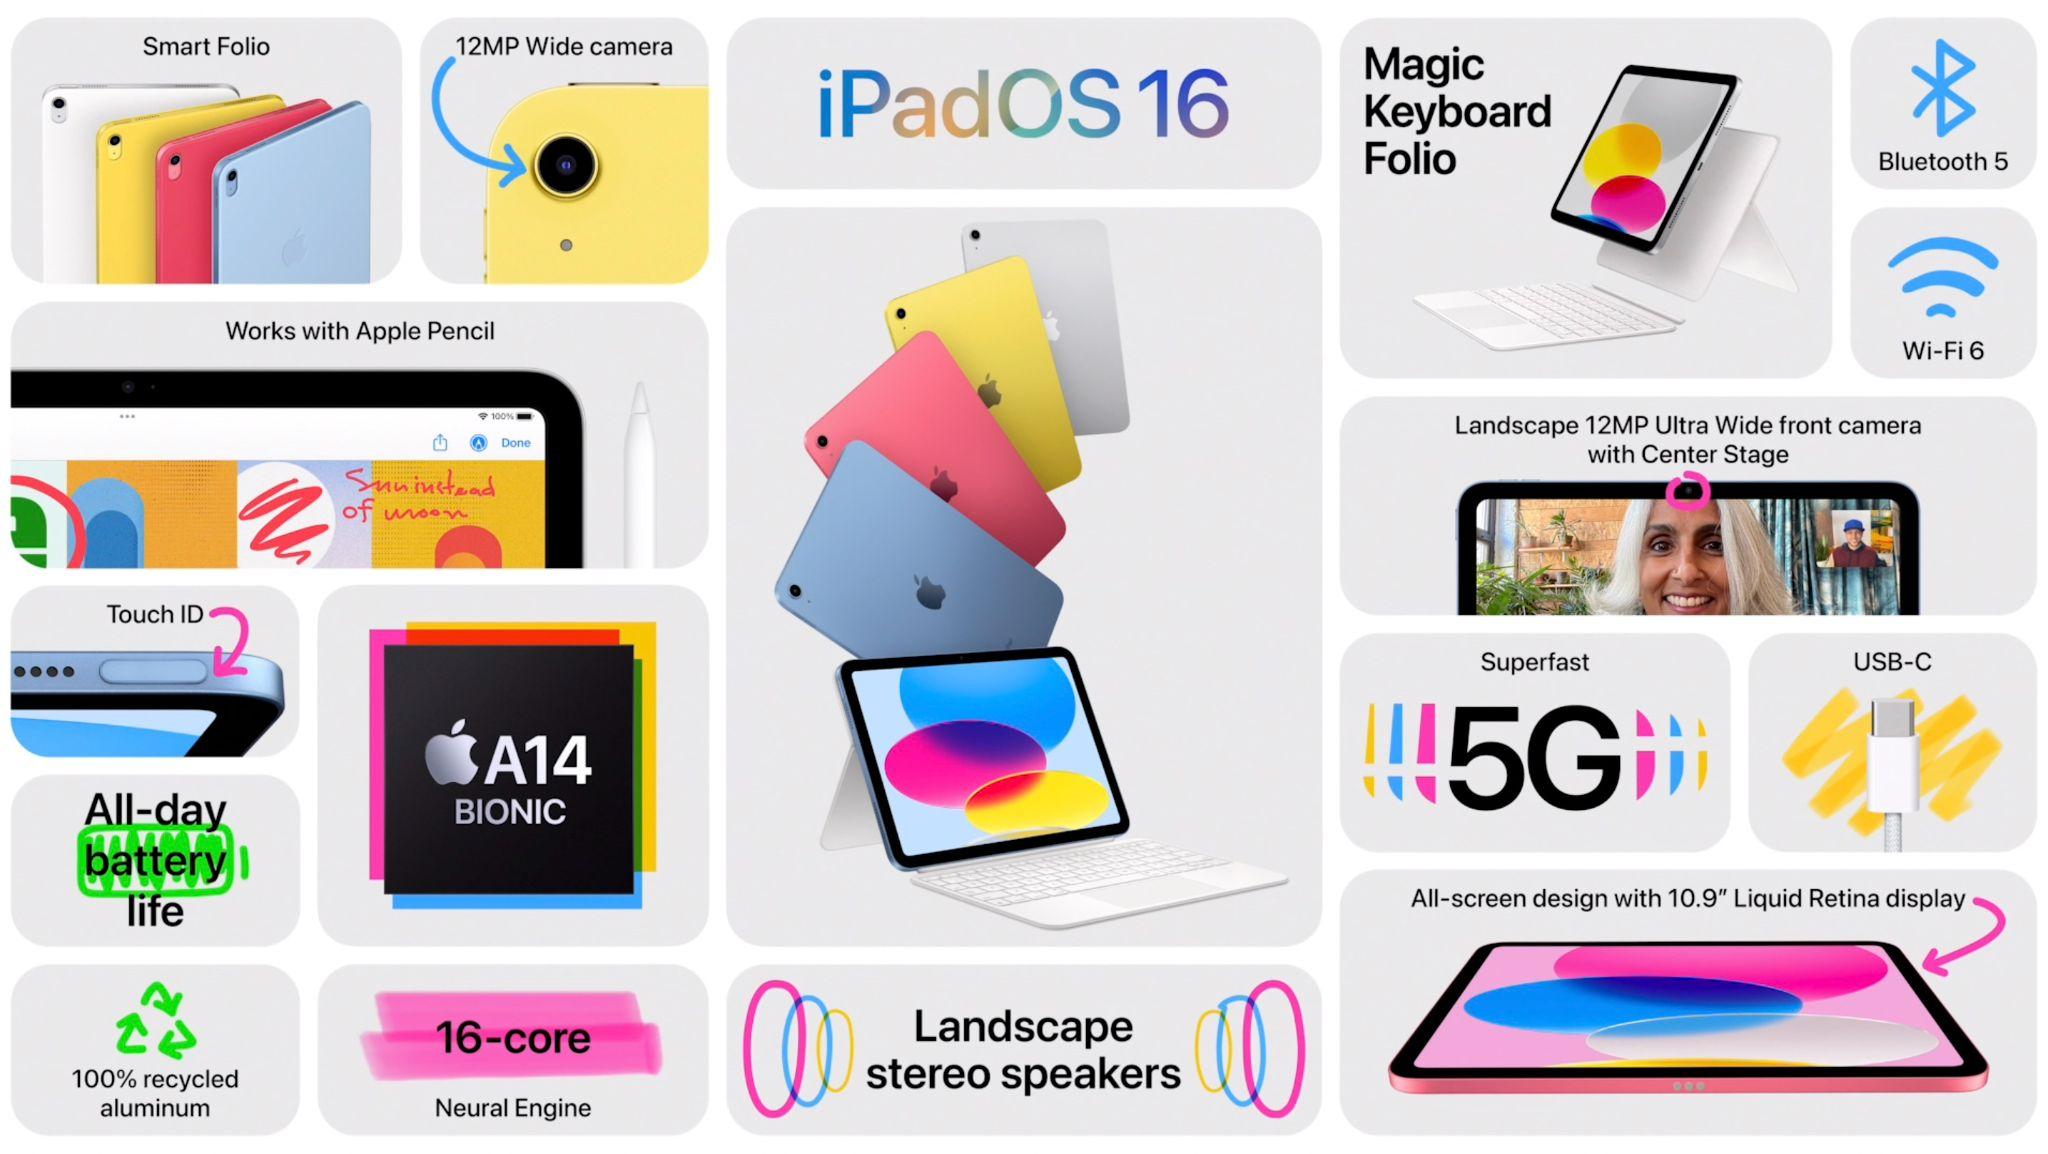 Smart Folio
12MP Wide camera
iPadOS 16
Magic
Keyboard
Folio
Bluetooth 5
Wi-Fi 6
Works with Apple Pencil
100%
Done
Sun instead
of moon
Landscape 12MP Ultra Wide front camera
with Center Stage
Touch ID
A14
BIONIC
Superfast
5G
USB-C
All-day
battery
life
All-screen design with 10.9” Liquid Retina display
100% recycled
aluminum
16-core
Neural Engine
Landscape
stereo speakers